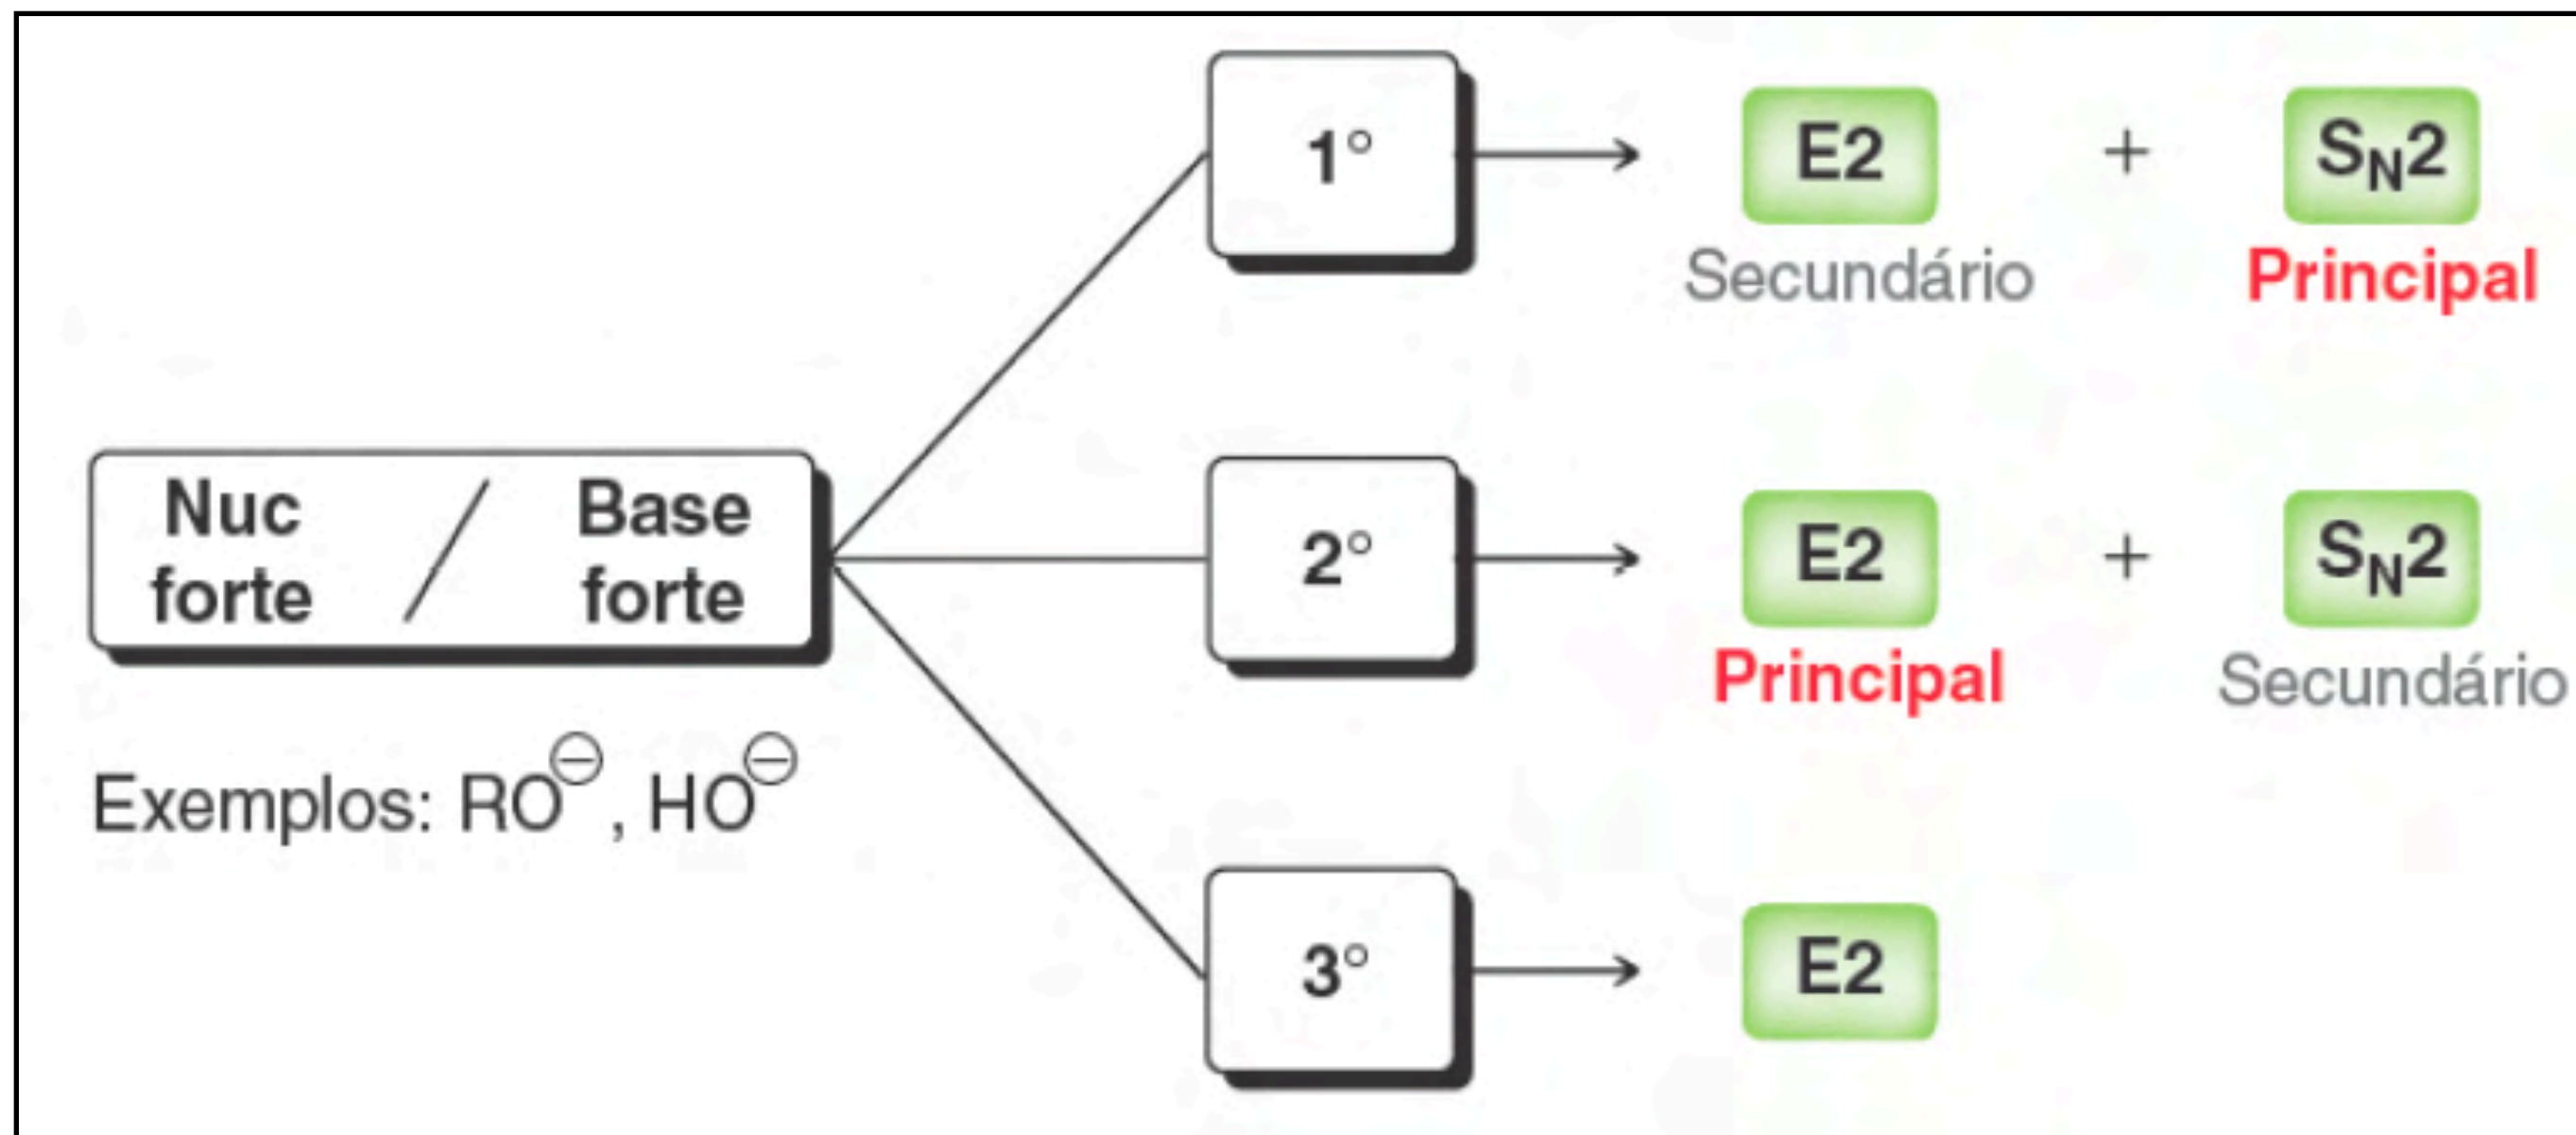 1° E2 + SN2
Secundário Principal
Nuc / Base
forte forte
2° E2 + SN2
Principal Secundário
Exemplos: RO⊖, HO⊖
3° E2